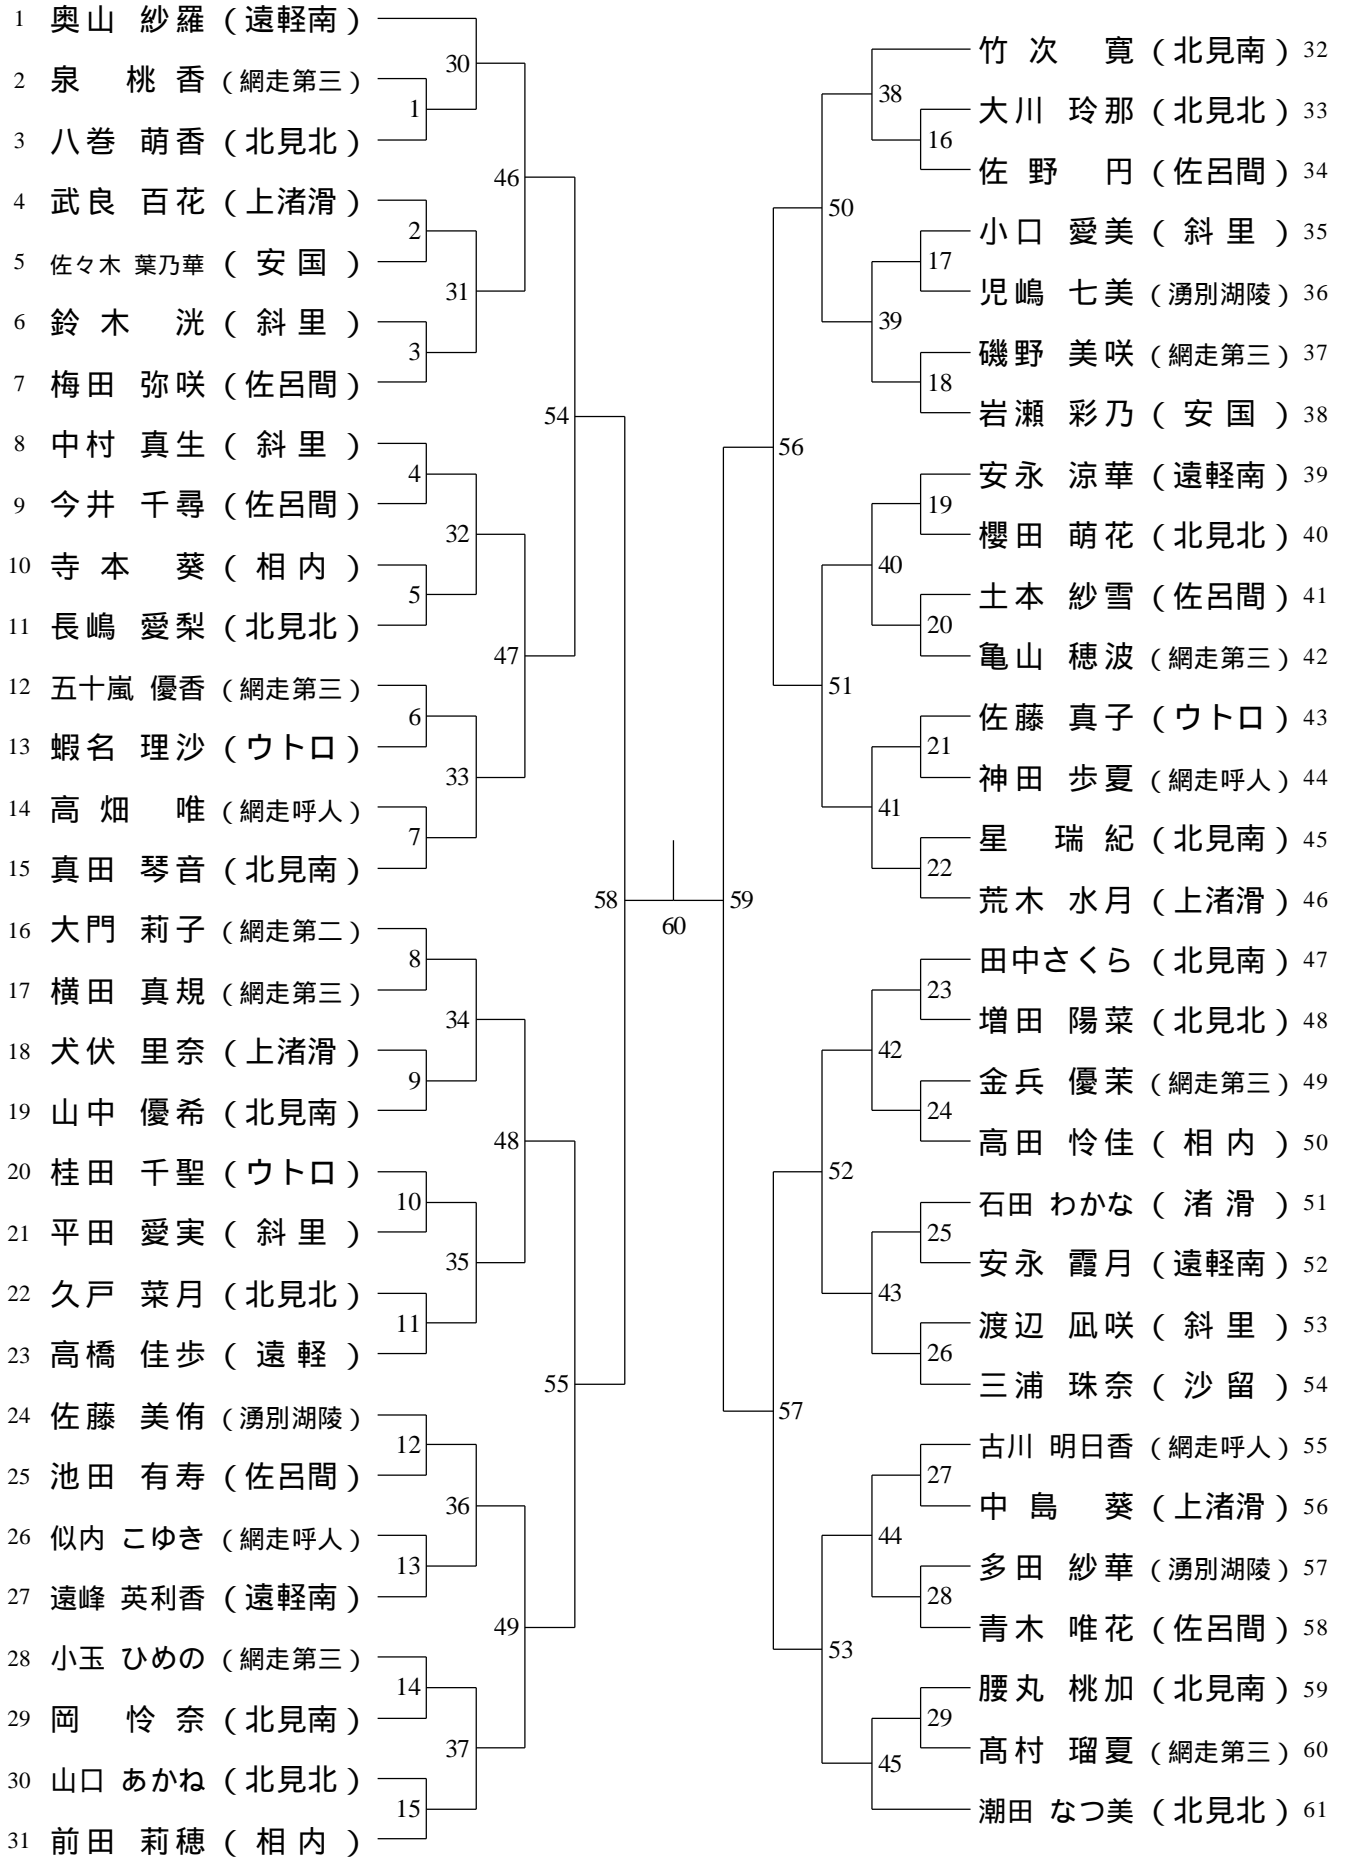 1 奥山 紗羅 (遠軽南)
2 泉 桃香 (網走第三)
3 八巻 萌香 (北見北)
4 武良 百花 (上渚滑)
5 佐々木 葉乃華 (安国)
6 鈴木 洸 (斜里)
7 梅田 弥咲 (佐呂間)
8 中村 真生 (斜里)
9 今井 千尋 (佐呂間)
10 寺本 葵 (相内)
11 長嶋 愛梨 (北見北)
12 五十嵐 優香 (網走第三)
13 蝦名 理沙 (ウトロ)
14 高畑 唯 (網走呼人)
15 真田 琴音 (北見南)
16 大門 莉子 (網走第二)
17 横田 真規 (網走第三)
18 犬伏 里奈 (上渚滑)
19 山中 優希 (北見南)
20 桂田 千聖 (ウトロ)
21 平田 愛実 (斜里)
22 久戸 菜月 (北見北)
23 高橋 佳歩 (遠軽)
24 佐藤 美侑 (湧別湖陵)
25 池田 有寿 (佐呂間)
26 似内 こゆき (網走呼人)
27 遠峰 英利香 (遠軽南)
28 小玉 ひめの (網走第三)
29 岡 怜奈 (北見南)
30 山口 あかね (北見北)
31 前田 莉穂 (相内)
1
2
3
4
5
6
7
8
9
10
11
12
13
14
15
30
31
32
33
34
35
36
37
46
47
48
49
54
55
58
60
59
56
57
50
51
52
53
38
39
40
41
42
43
44
45
16
17
18
19
20
21
22
23
24
25
26
27
28
29
竹次 寛 (北見南) 32
大川 玲那 (北見北) 33
佐野 円 (佐呂間) 34
小口 愛美 (斜里) 35
児嶋 七美 (湧別湖陵) 36
磯野 美咲 (網走第三) 37
岩瀬 彩乃 (安国) 38
安永 涼華 (遠軽南) 39
櫻田 萌花 (北見北) 40
土本 紗雪 (佐呂間) 41
亀山 穂波 (網走第三) 42
佐藤 真子 (ウトロ) 43
神田 歩夏 (網走呼人) 44
星 瑞紀 (北見南) 45
荒木 水月 (上渚滑) 46
田中さくら (北見南) 47
増田 陽菜 (北見北) 48
金兵 優茉 (網走第三) 49
高田 怜佳 (相内) 50
石田 わかな (渚滑) 51
安永 霞月 (遠軽南) 52
渡辺 凪咲 (斜里) 53
三浦 珠奈 (沙留) 54
古川 明日香 (網走呼人) 55
中島 葵 (上渚滑) 56
多田 紗華 (湧別湖陵) 57
青木 唯花 (佐呂間) 58
腰丸 桃加 (北見南) 59
髙村 瑠夏 (網走第三) 60
潮田 なつ美 (北見北) 61